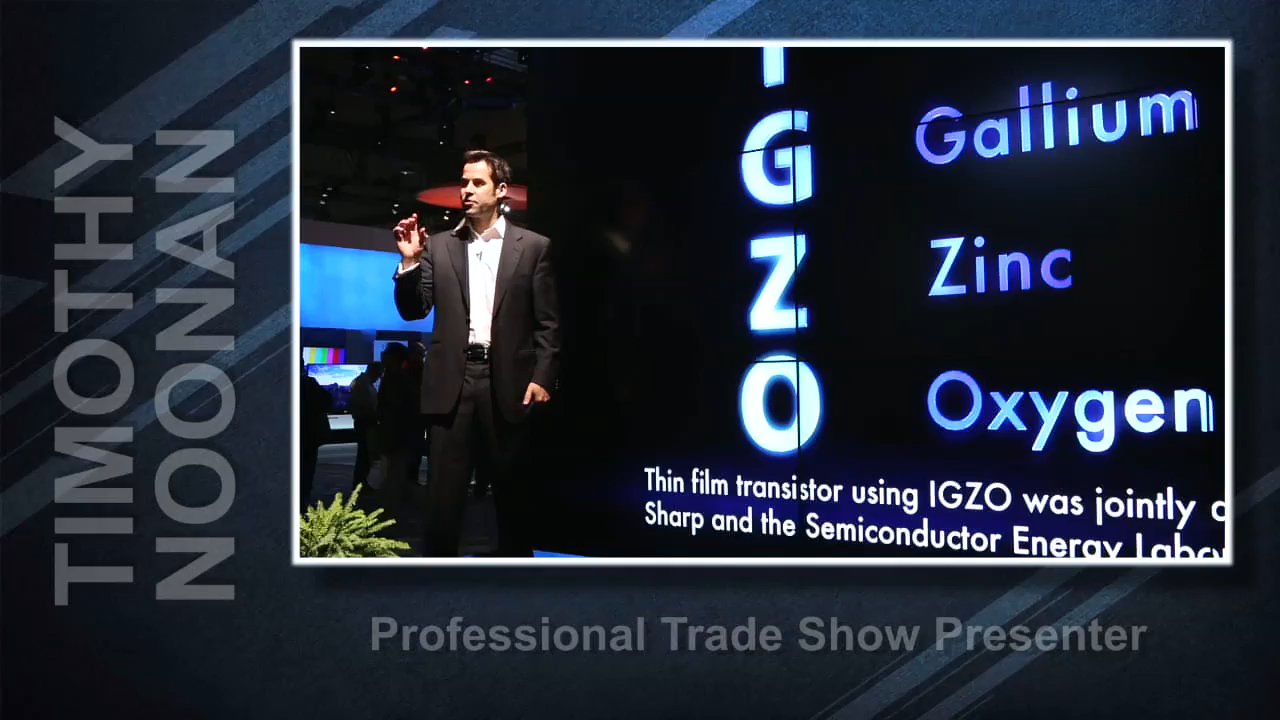 TIMOTHY
NOONAN
I
G
Z
O
Gallium
Zinc
Oxygen
Thin film transistor using IGZO was jointly
Sharp and the Semiconductor Energy
Professional Trade Show Presenter